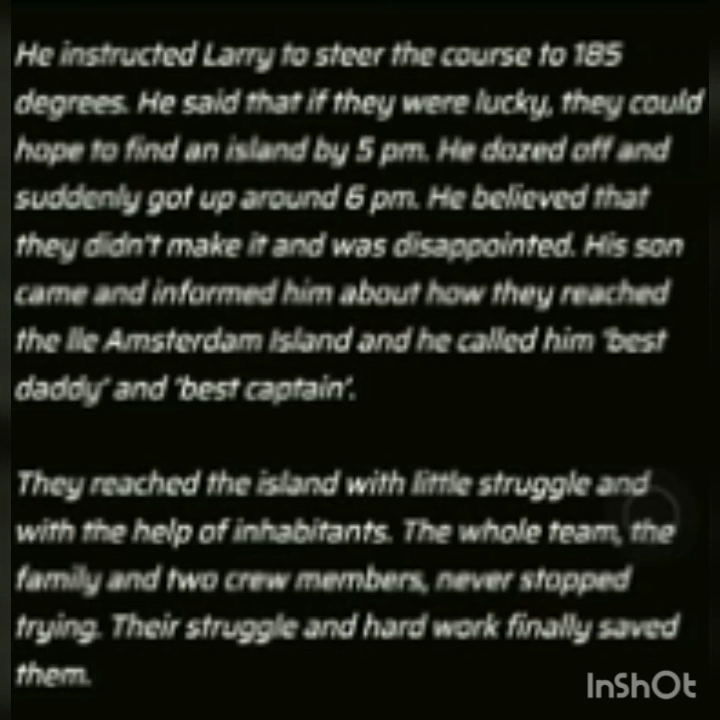 He instructed Larry to steer the course to 185
degrees. He said that if they were lucky, they could
hope to find an island by 5 pm. He dozed off and
suddenly got up around 6 pm. He believed that
they didn't make it and was disappointed. His son
came and informed him about how they reached
the Ile Amsterdam Island and he called him 'best
daddy' and 'best captain'.
They reached the island with little struggle and
with the help of inhabitants. The whole team, the
family and two crew members, never stopped
trying. Their struggle and hard work finally saved
them.
InShOt